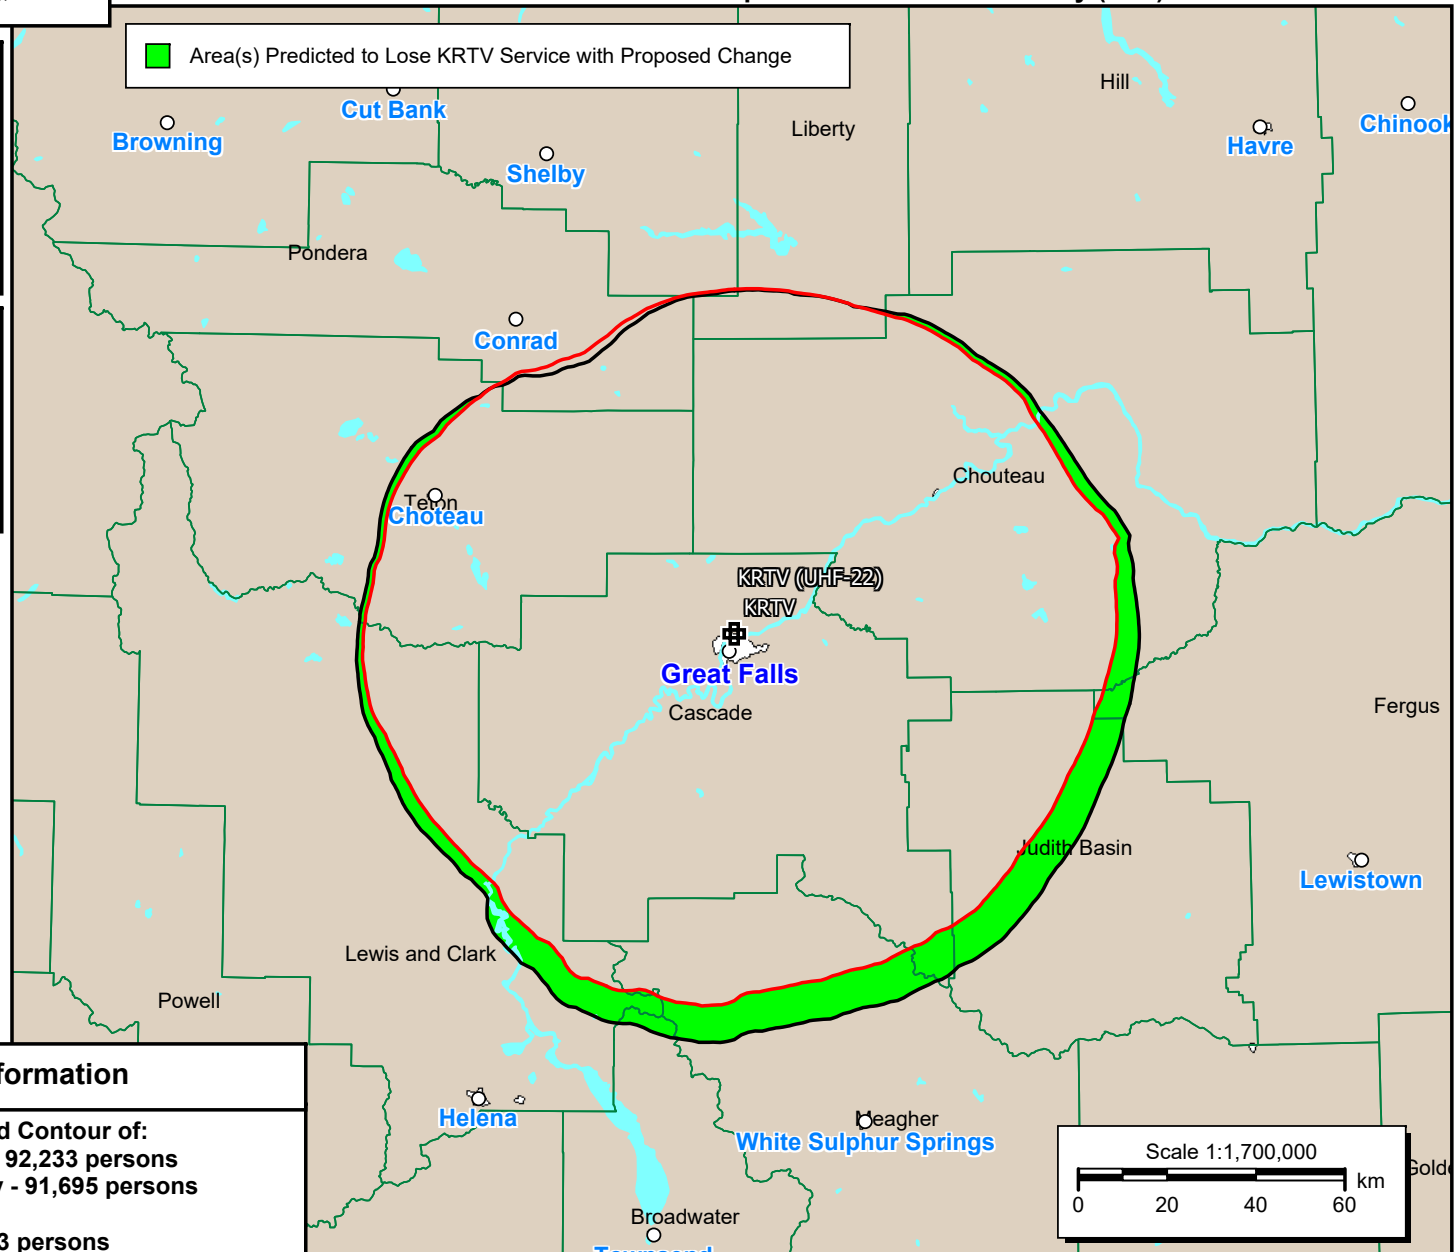 Area(s) Predicted to Lose KRTV Service with Proposed Change
Hill
Cut Bank
Liberty
Chinook
Browning
Havre
Shelby
Pondera
Conrad
Chouteau
Teton
Choteau
KRTV (UHF-22)
KRTV
Great Falls
Cascade
Fergus
Judith Basin
Lewistown
Lewis and Clark
Powell
formation
d Contour of:
92,233 persons
y - 91,695 persons
3 persons
Helena
Meagher
White Sulphur Springs
Broadwater
Townsend
Scale 1:1,700,000
km
0 20 40 60
Golde